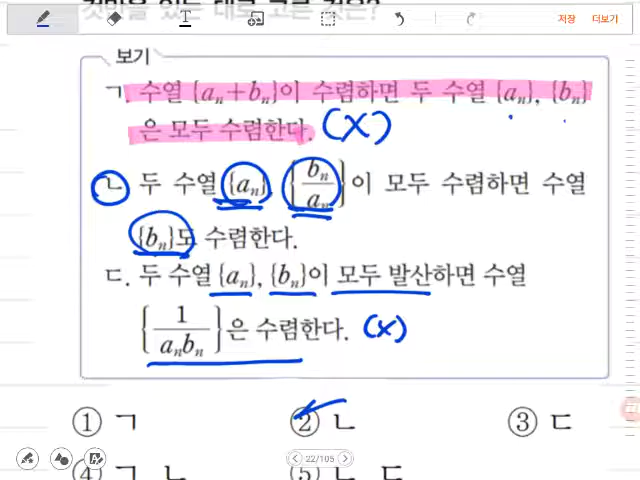 저장 더보기
보기
ㄱ. 수열 {aₙ+bₙ}이 수렴하면 두 수열 {aₙ}, {bₙ}
은 모두 수렴한다. (X)
ㄴ 두 수열 {aₙ}, {bₙ/aₙ}이 모두 수렴하면 수열
{bₙ}도 수렴한다.
ㄷ. 두 수열 {aₙ}, {bₙ}이 모두 발산하면 수열
{1/aₙbₙ}은 수렴한다. (X)
① ㄱ ② ㄴ ③ ㄷ
④ ㄱ, ㄴ ⑤ ㄴ, ㄷ
22/105